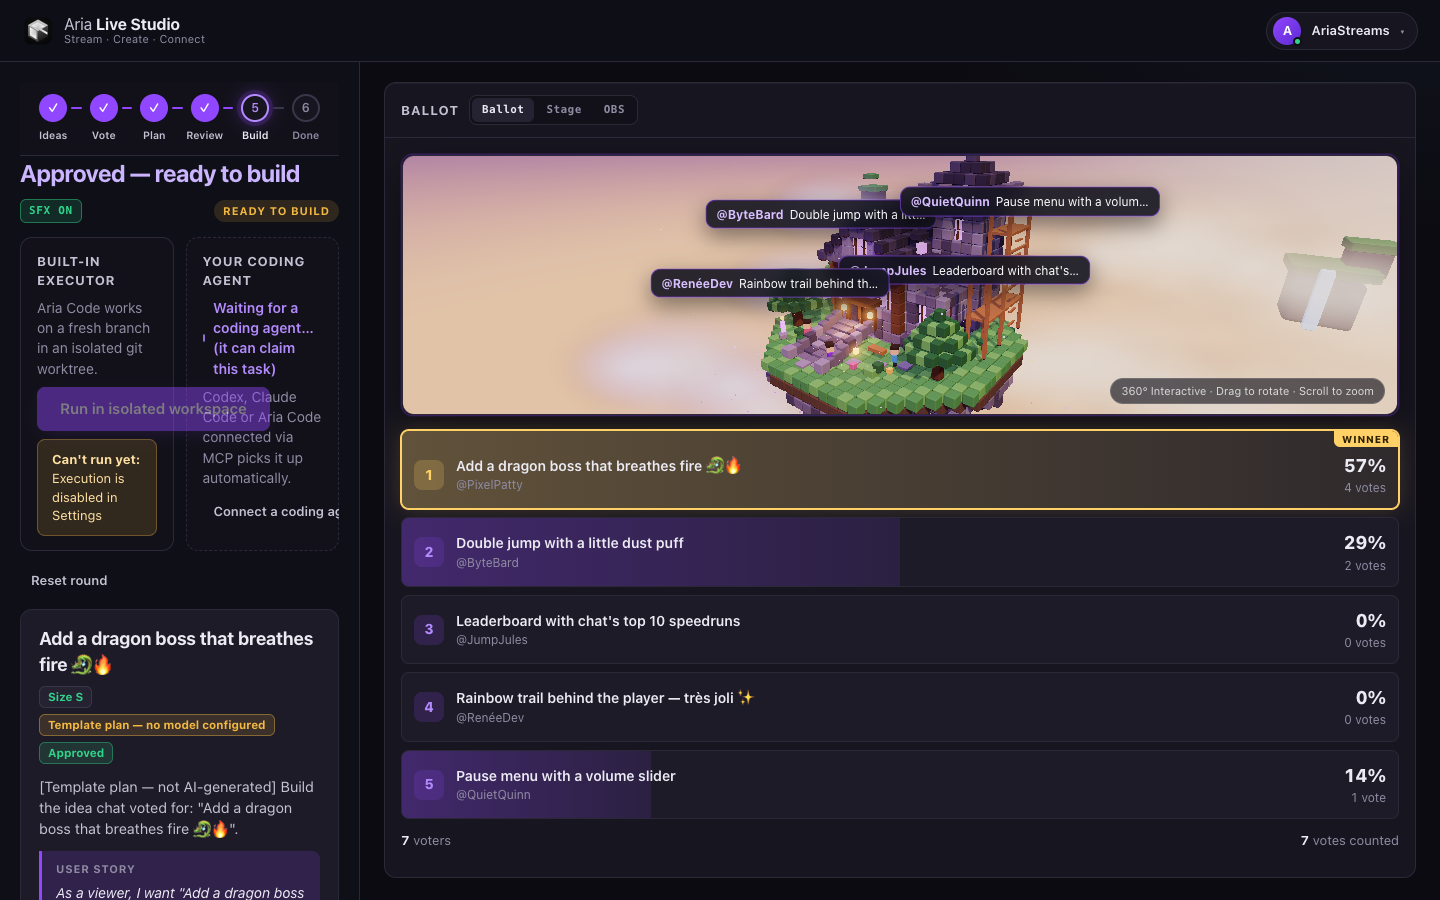 Aria Live Studio
Stream · Create · Connect
A
AriaStreams
5
6
Ideas
Vote
Plan
Review
Build
Done
Approved — ready to build
SFX ON
READY TO BUILD
BUILT-IN
EXECUTOR
Aria Code works
on a fresh branch
in an isolated git
worktree.
Run in isolated workspace
Can't run yet:
Execution is
disabled in
Settings
YOUR CODING
AGENT
Waiting for a
coding agent…
(it can claim
this task)
Codex, Claude
Code or Aria Code
connected via
MCP picks it up
automatically.
Connect a coding ag
Reset round
Add a dragon boss that breathes
fire 🐉🔥
Size S
Template plan — no model configured
Approved
[Template plan — not AI-generated] Build
the idea chat voted for: "Add a dragon
boss that breathes fire 🐉🔥".
USER STORY
As a viewer, I want "Add a dragon boss
BALLOT
Ballot
Stage
OBS
@ByteBard Double jump with a
@QuietQuinn Pause menu with a volum…
Leaderboard with chat's…
@RenéeDev Rainbow trail behind th…
360° Interactive · Drag to rotate · Scroll to zoom
WINNER
1
Add a dragon boss that breathes fire 🐉🔥
@PixelPatty
57%
4 votes
2
Double jump with a little dust puff
@ByteBard
29%
2 votes
3
Leaderboard with chat's top 10 speedruns
@JumpJules
0%
0 votes
4
Rainbow trail behind the player — très joli ✨
@RenéeDev
0%
0 votes
5
Pause menu with a volume slider
@QuietQuinn
14%
1 vote
7 voters
7 votes counted